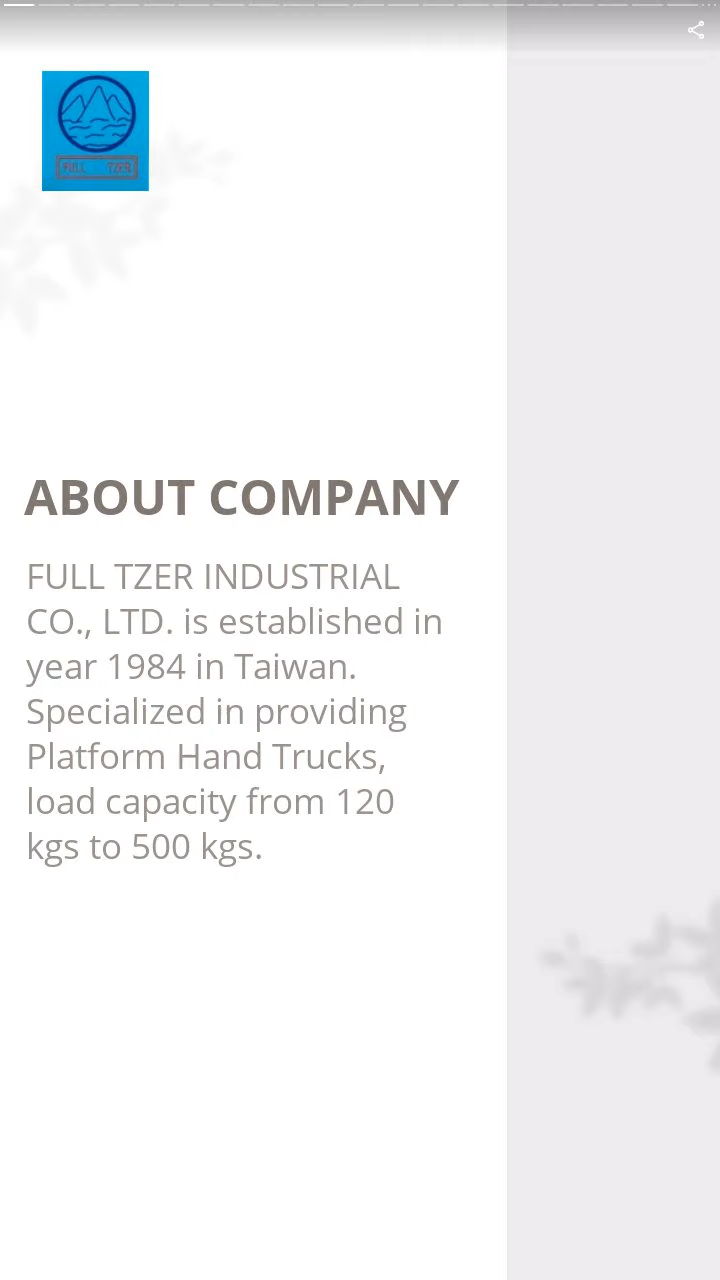 FULL TZER
ABOUT COMPANY
FULL TZER INDUSTRIAL
CO., LTD. is established in
year 1984 in Taiwan.
Specialized in providing
Platform Hand Trucks,
load capacity from 120
kgs to 500 kgs.